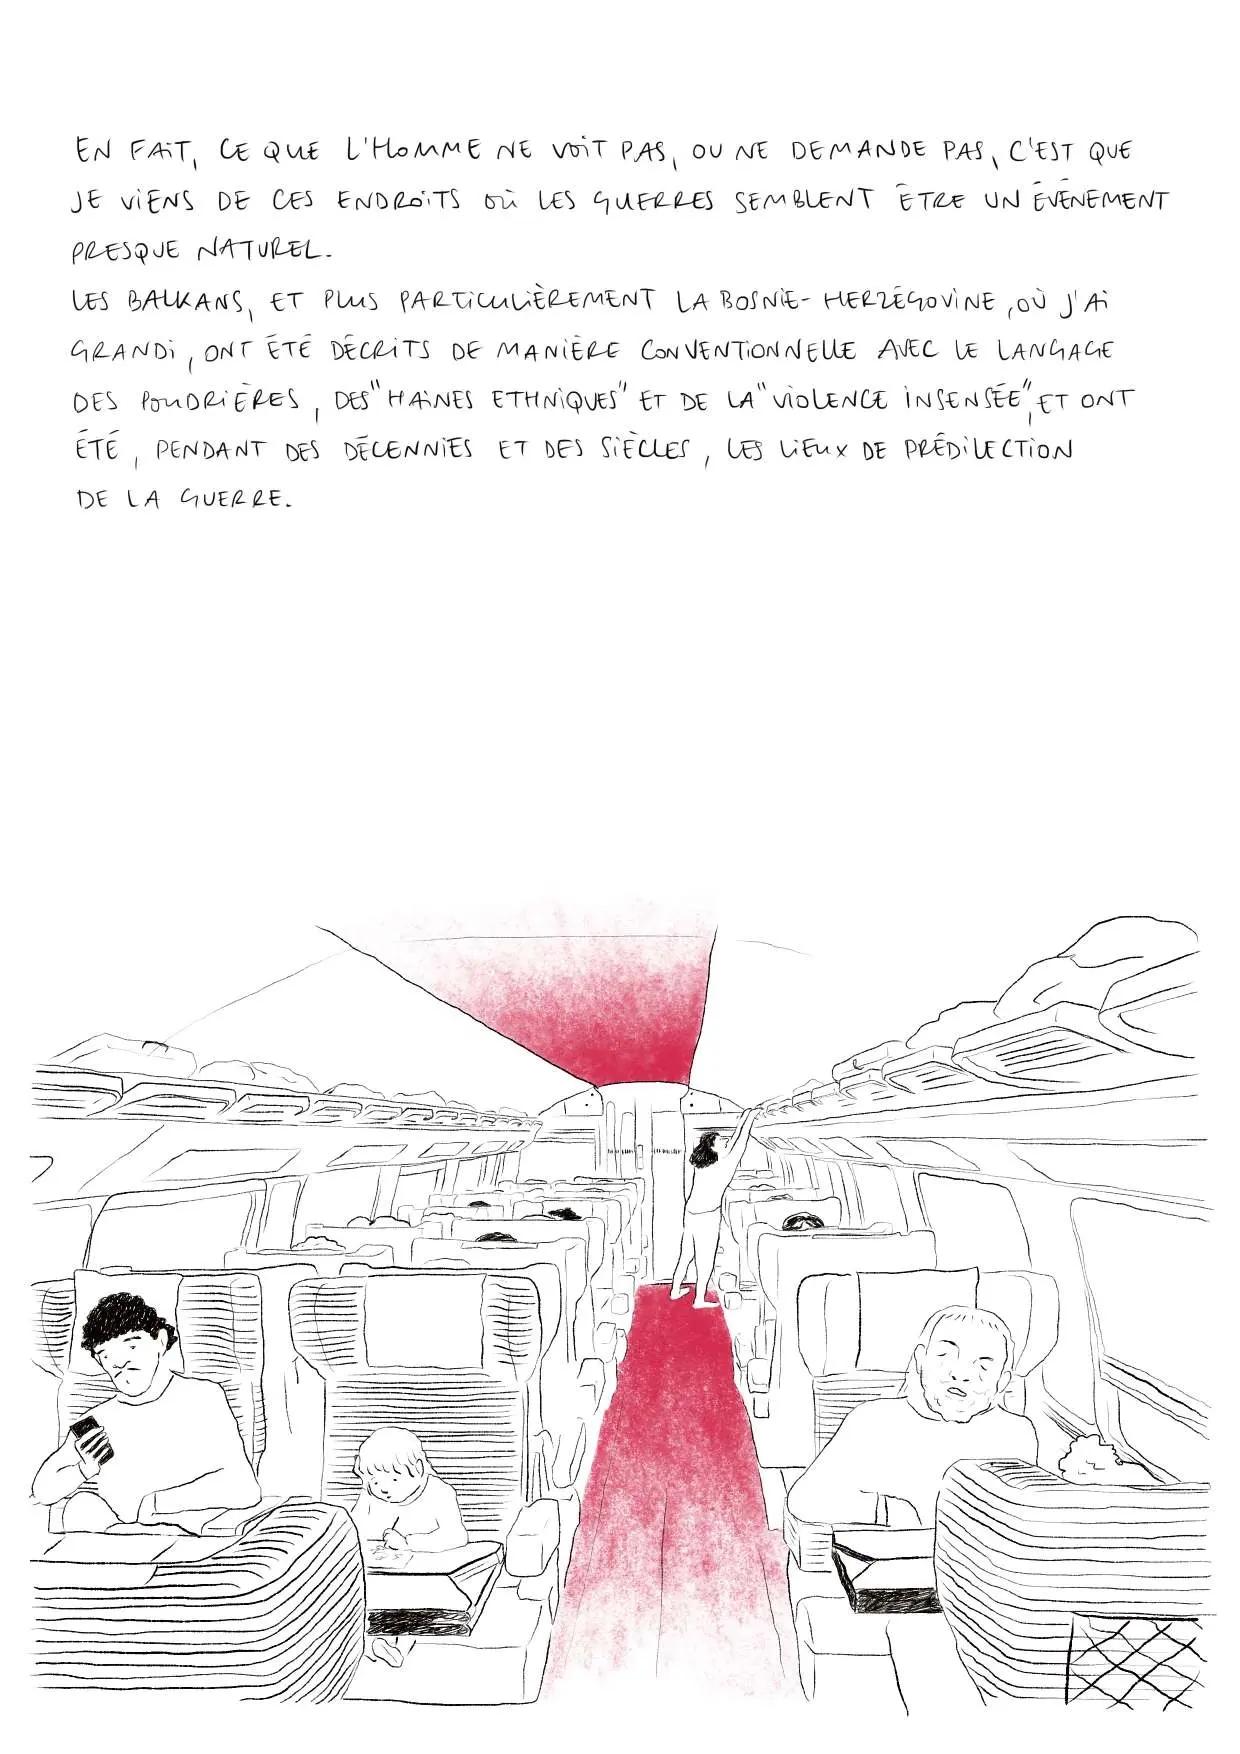 EN FAIT, CE QUE L'HOMME NE VOIT PAS, OU NE DEMANDE PAS, C'EST QUE
JE VIENS DE CES ENDROITS OÙ LES GUERRES SEMBLENT ÊTRE UN ÉVÉNEMENT
PRESQUE NATUREL.
LES BALKANS, ET PLUS PARTICULIÈREMENT LA BOSNIE-HERZÉGOVINE, OÙ J'AI
GRANDI, ONT ÉTÉ DÉCRITS DE MANIÈRE CONVENTIONNELLE AVEC LE LANGAGE
DES POUDRIÈRES, DES "HAINES ETHNIQUES" ET DE LA "VIOLENCE INSENSÉE", ET ONT
ÉTÉ, PENDANT DES DÉCENNIES ET DES SIÈCLES, LES LIEUX DE PRÉDILECTION
DE LA GUERRE.